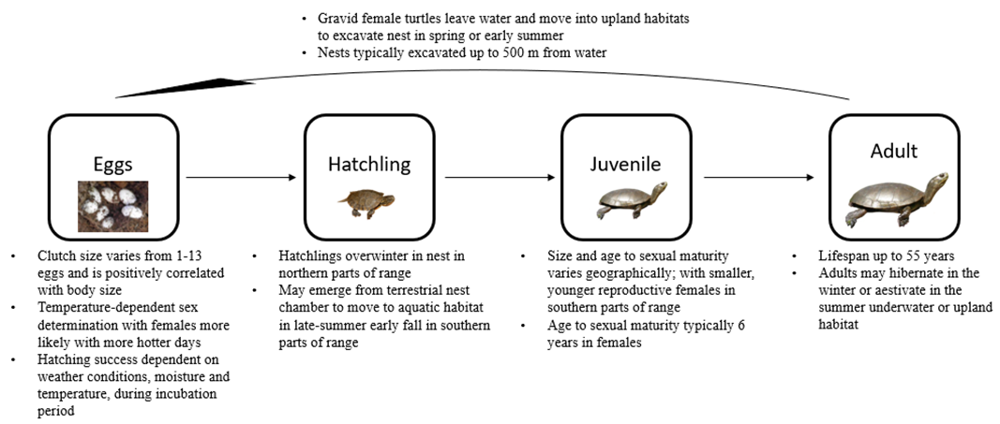 • Gravid female turtles leave water and move into upland habitats
to excavate nest in spring or early summer
• Nests typically excavated up to 500 m from water
Eggs
Hatchling
Juvenile
Adult
• Clutch size varies from 1-13
eggs and is positively correlated
with body size
• Temperature-dependent sex
determination with females more
likely with more hotter days
• Hatching success dependent on
weather conditions, moisture and
temperature, during incubation
period
• Hatchlings overwinter in nest in
northern parts of range
• May emerge from terrestrial nest
chamber to move to aquatic habitat
in late-summer early fall in southern
parts of range
• Size and age to sexual maturity
varies geographically; with smaller,
younger reproductive females in
southern parts of range
• Age to sexual maturity typically 6
years in females
• Lifespan up to 55 years
• Adults may hibernate in the
winter or aestivate in the
summer underwater or upland
habitat